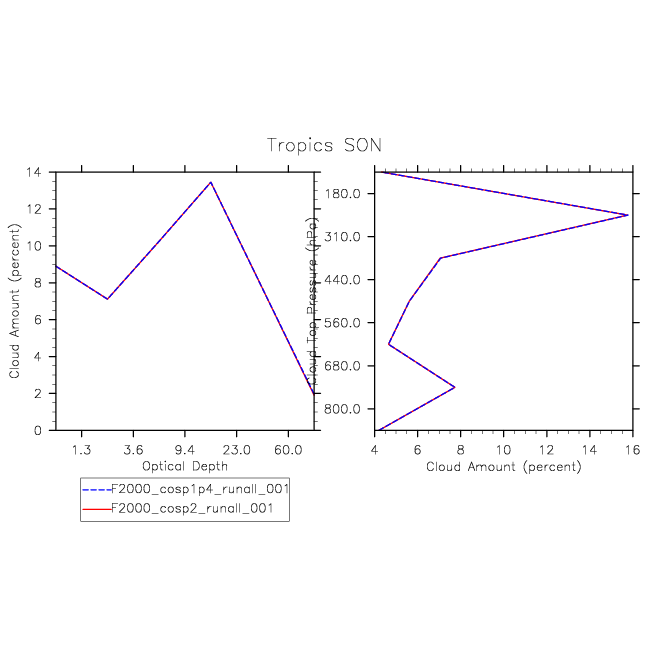 Tropics SON
Cloud Amount (percent)
14
12
10
8
6
4
2
0
1.3 3.6 9.4 23.0 60.0
Optical Depth
Cloud Top Pressure (hPa)
180.0
310.0
440.0
560.0
680.0
800.0
4 6 8 10 12 14 16
Cloud Amount (percent)
F2000_cosp1p4_runall_001
F2000_cosp2_runall_001